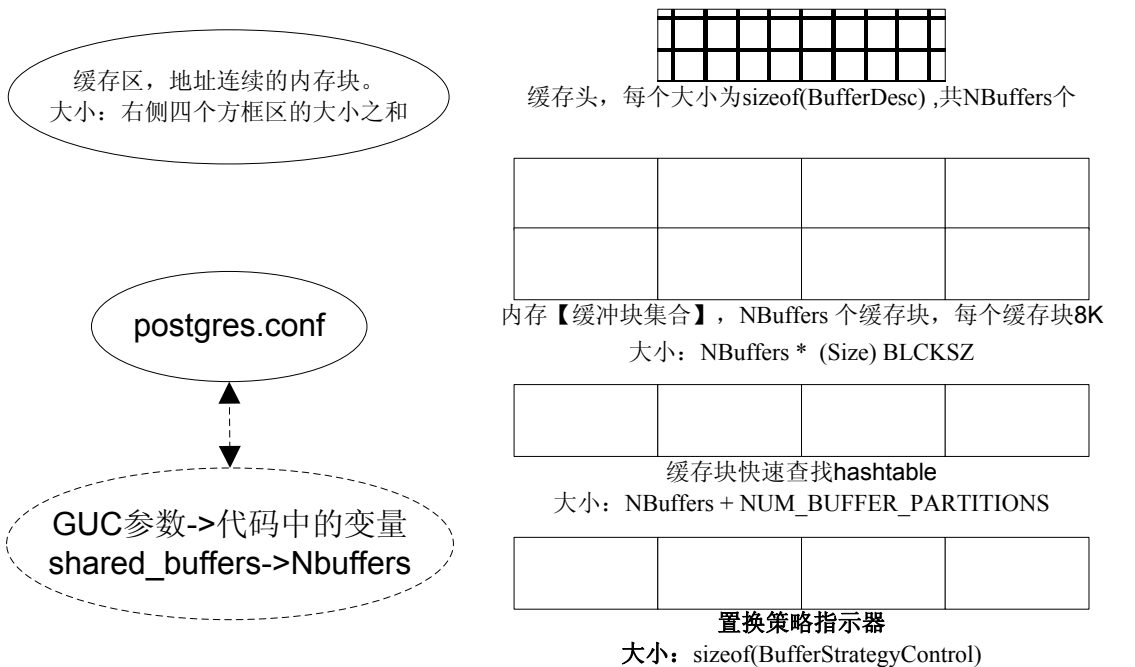 缓存区，地址连续的内存块。
大小：右侧四个方框区的大小之和
缓存头，每个大小为sizeof(BufferDesc) ,共NBuffers个
内存【缓冲块集合】，NBuffers 个缓存块，每个缓存块8K
大小：NBuffers * (Size) BLCKSZ
postgres.conf
缓存块快速查找hashtable
大小：NBuffers + NUM_BUFFER_PARTITIONS
GUC参数->代码中的变量
shared_buffers->Nbuffers
置换策略指示器
大小：sizeof(BufferStrategyControl)